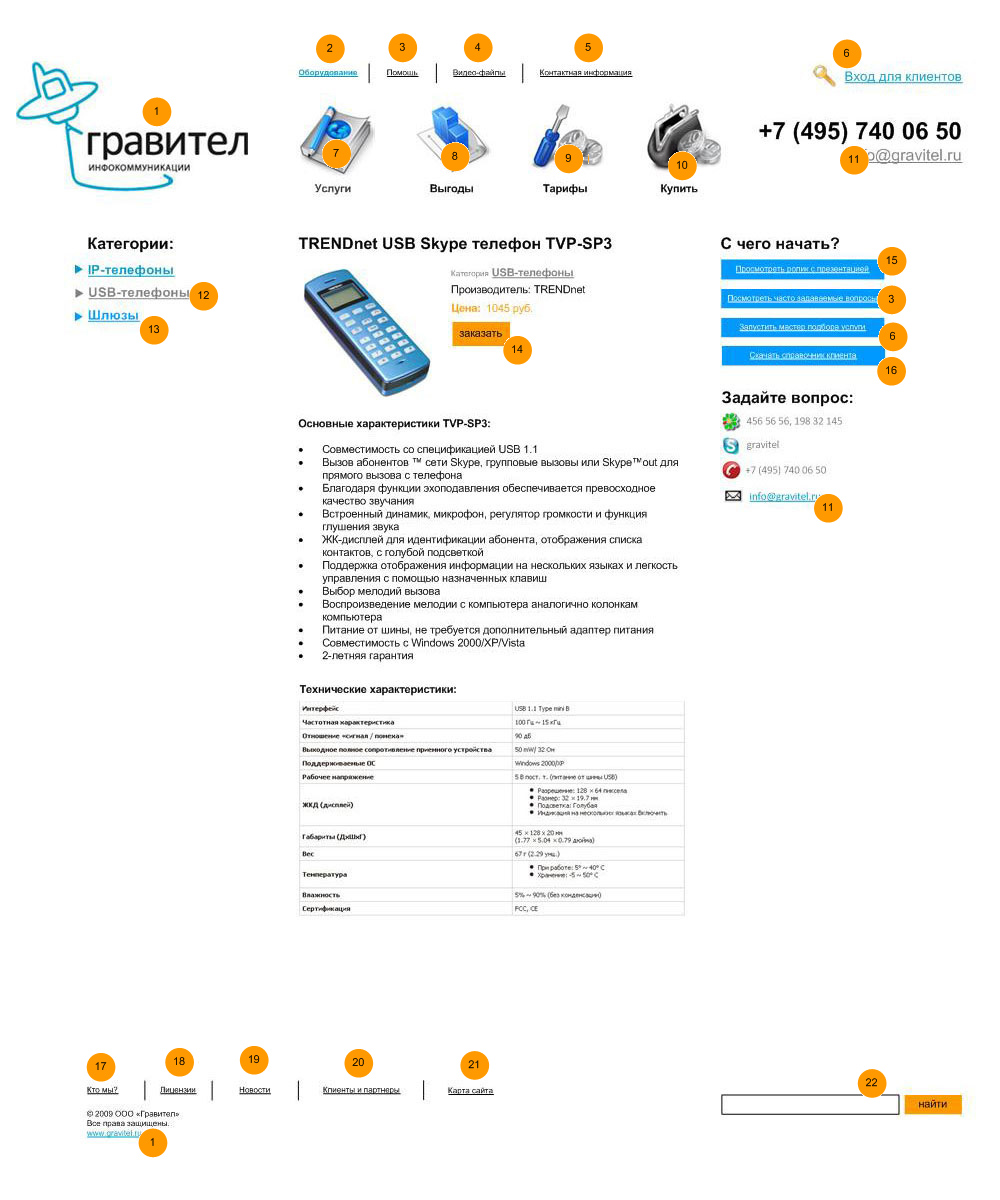 2
3
4
5
6
Оборудование
Помощь
Видео-файлы
Контактная информация
Вход для клиентов
1
гравител
ИНФОКОММУНИКАЦИИ
7
8
9
10
Услуги
Выгоды
Тарифы
Купить
+7 (495) 740 06 50
11
o@gravitel.ru
Категории:
IP-телефоны
USB-телефоны
12
Шлюзы
13
TRENDnet USB Skype телефон TVP-SP3
Категория USB-телефоны
Производитель: TRENDnet
Цена: 1045 руб.
заказать
14
С чего начать?
15
Просмотреть ролик с презентацией
Посмотреть часто задаваемые вопросы
3
Запустить мастер подбора услуги
6
Скачать справочник клиента
16
Задайте вопрос:
456 56 56, 198 32 145
gravitel
+7 (495) 740 06 50
info@gravitel.ru
11
Основные характеристики TVP-SP3:
• Совместимость со спецификацией USB 1.1
• Вызов абонентов ™ сети Skype, групповые вызовы или Skype™out для
прямого вызова с телефона
• Благодаря функции эхоподавления обеспечивается превосходное
качество звучания
• Встроенный динамик, микрофон, регулятор громкости и функция
глушения звука
• ЖК-дисплей для идентификации абонента, отображения списка
контактов, с голубой подсветкой
• Поддержка отображения информации на нескольких языках и легкость
управления с помощью назначенных клавиш
• Выбор мелодий вызова
• Воспроизведение мелодии с компьютера аналогично колонкам
компьютера
• Питание от шины, не требуется дополнительный адаптер питания
• Совместимость с Windows 2000/XP/Vista
• 2-летняя гарантия
Технические характеристики:
Интерфейс USB 1.1 Type mini B
Частотная характеристика 100 Гц ~ 15 кГц
Отношение «сигнал / помеха» 90 дБ
Выходное полное сопротивление приемного устройства 50 mW/ 32 Ом
Поддерживаемые ОС Windows 2000/XP
Рабочее напряжение 5 В пост. т. (питание от шины USB)
ЖКД (дисплей)
• Разрешение: 128 × 64 пиксела
• Размер: 32 × 19.7 мм
• Подсветка: Голубая
• Индикация на нескольких языках Включить
Габариты (ДxШxГ) 45 × 128 x 20 мм
(1.77 × 5.04 × 0.79 дюйма)
Вес 67 г (2.29 унц.)
Температура
• При работе: 5° ~ 40° C
• Хранение: -5 ~ 50° C
Влажность 5% ~ 90% (без конденсации)
Сертификация FCC, CE
17
18
19
20
21
Кто мы?
Лицензии
Новости
Клиенты и партнеры
Карта сайта
22
найти
© 2009 ООО «Гравител»
Все права защищены.
www.gravitel.ru
1